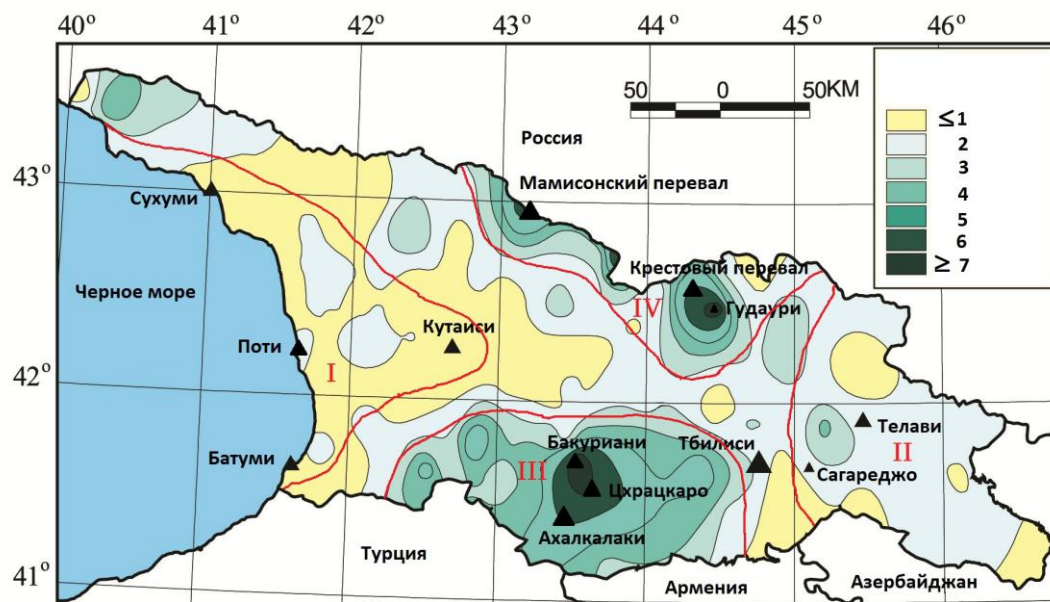 40° 41° 42° 43° 44° 45° 46°
50 0 50KM
≤ 1
2
3
4
5
6
≥ 7
Россия
43°
Мамисонский перевал
Сухуми
Крестовый перевал
Черное море
IV
Гудаури
Кутаиси
Поти
I
42°
Телави
Бакуриани
Тбилиси
II
Батуми
III
Сагареджо
Цхрацкаро
Ахалкалаки
Турция
41°
Армения
Азербайджан